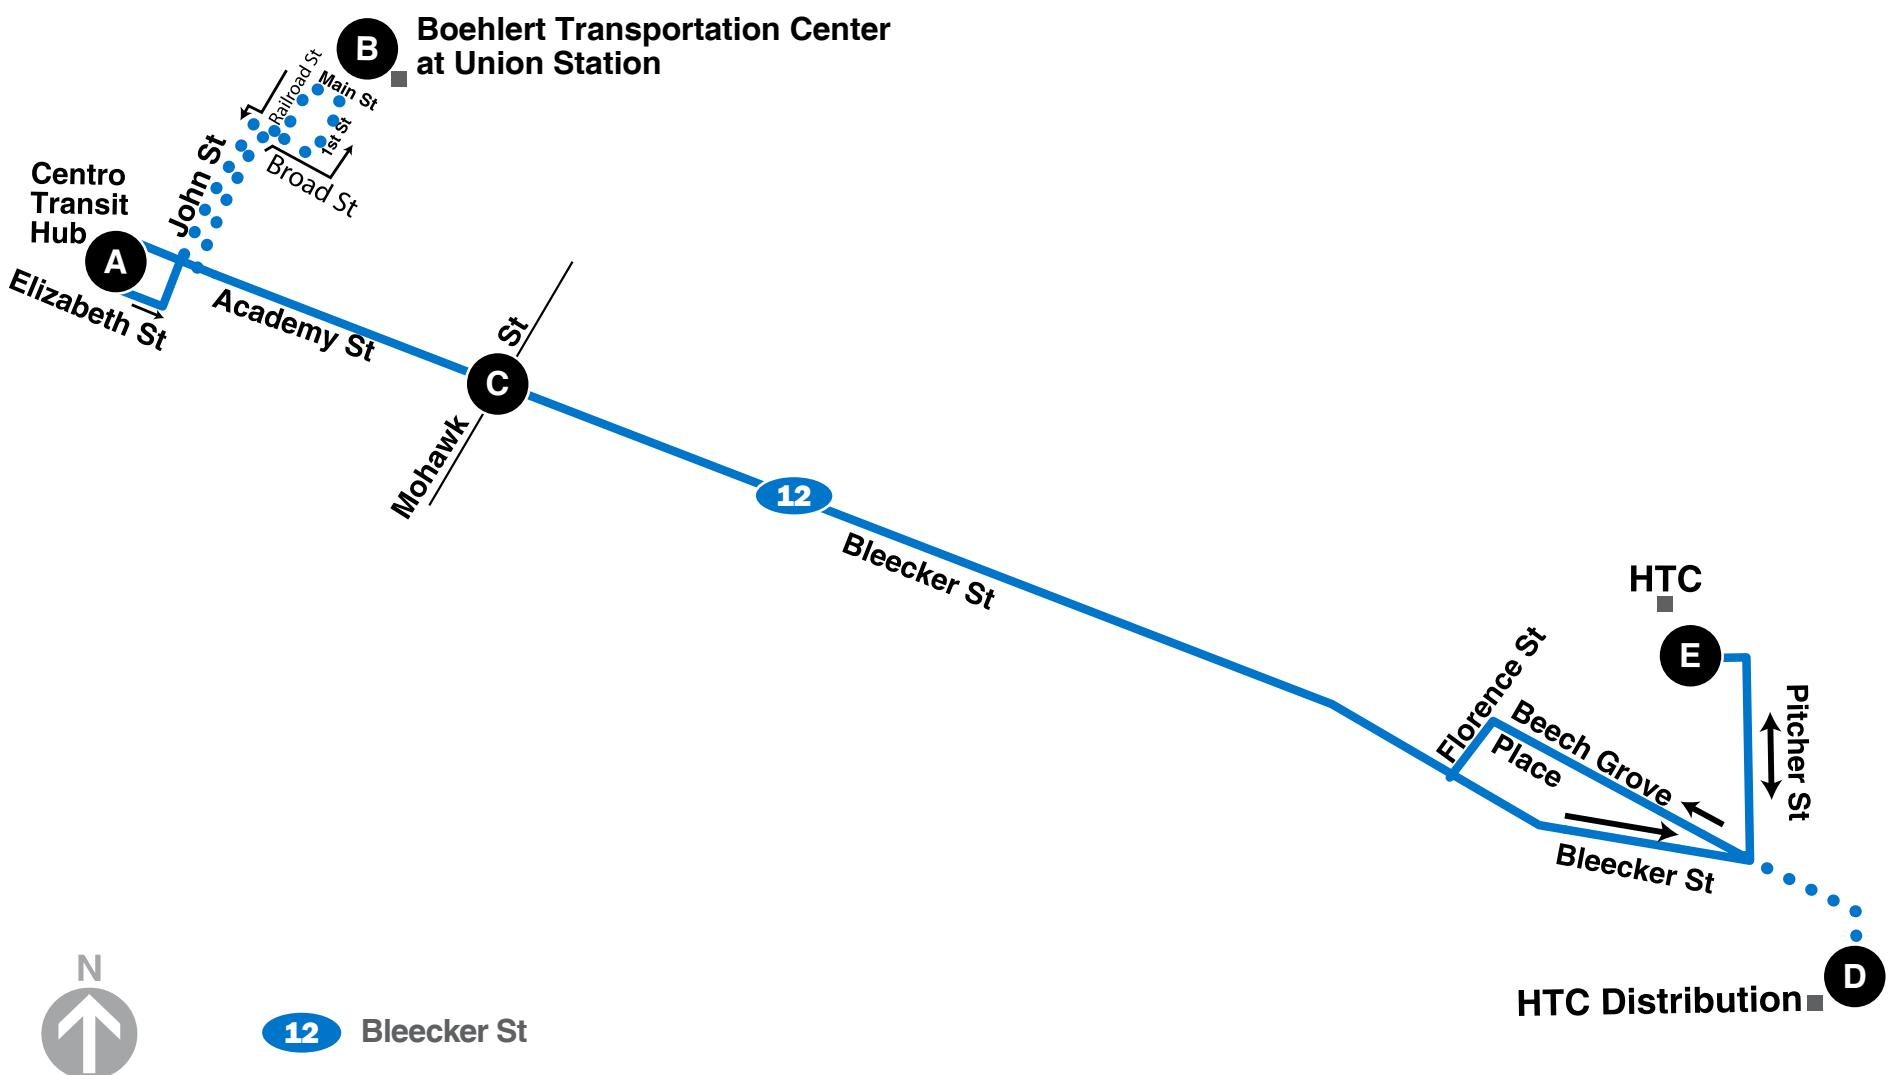 B
Boehlert Transportation Center
at Union Station
Railroad St
Main St
1st St
Broad St
John St
Centro
Transit
Hub
A
Elizabeth St
Academy St
St
C
Mohawk
12
Bleecker St
HTC
E
Florence St
Beech Grove
Place
Pitcher St
Bleecker St
D
HTC Distribution
N
12 Bleecker St